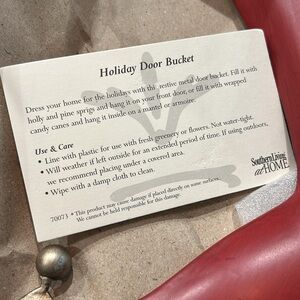 Holiday Door Bucket
Dress your home for the holidays with this festive metal door bucket. Fill it with
holly and pine sprigs and hang it on your front door, or fill it with wrapped
candy canes and hang it inside on a mantel or armoire.
Use & Care
• Line with plastic for use with fresh greenery or flowers. Not water-tight.
• Will weather if left outside for an extended period of time. If using outdoors,
we recommend placing under a covered area.
• Wipe with a damp cloth to clean.
70073 * This product may cause damage if placed directly on some surfaces.
We cannot be held responsible for this damage.
Southern Living
at HOME